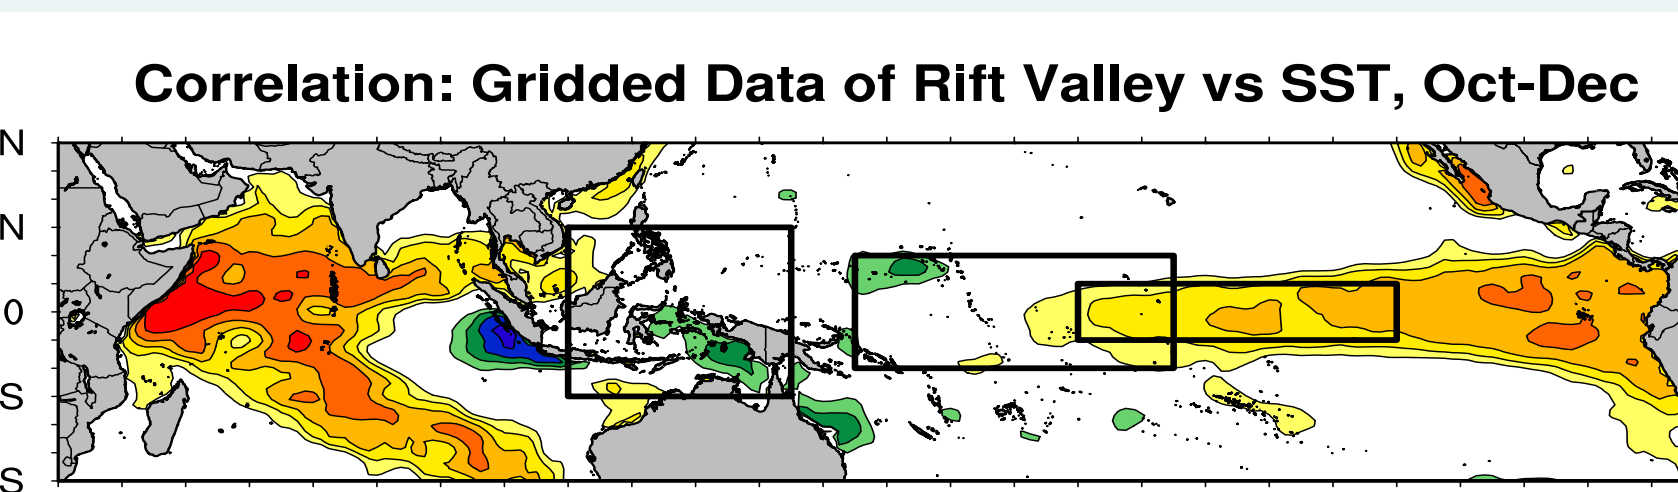 Correlation: Gridded Data of Rift Valley vs SST, Oct-Dec
N
N
0
S
S